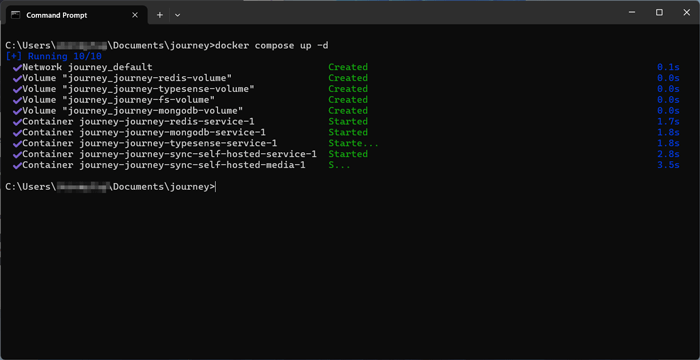 Command Prompt
C:\Users\ \Documents\journey>docker compose up -d
[+] Running 10/10
✔Network journey_default Created 0.1s
✔Volume "journey_journey-redis-volume" Created 0.0s
✔Volume "journey_journey-typesense-volume" Created 0.0s
✔Volume "journey_journey-fs-volume" Created 0.0s
✔Volume "journey_journey-mongodb-volume" Created 0.0s
✔Container journey-journey-redis-service-1 Started 1.7s
✔Container journey-journey-mongodb-service-1 Started 1.8s
✔Container journey-journey-typesense-service-1 Starte... 1.8s
✔Container journey-journey-sync-self-hosted-service-1 Started 2.8s
✔Container journey-journey-sync-self-hosted-media-1 S... 3.5s
C:\Users\ \Documents\journey>